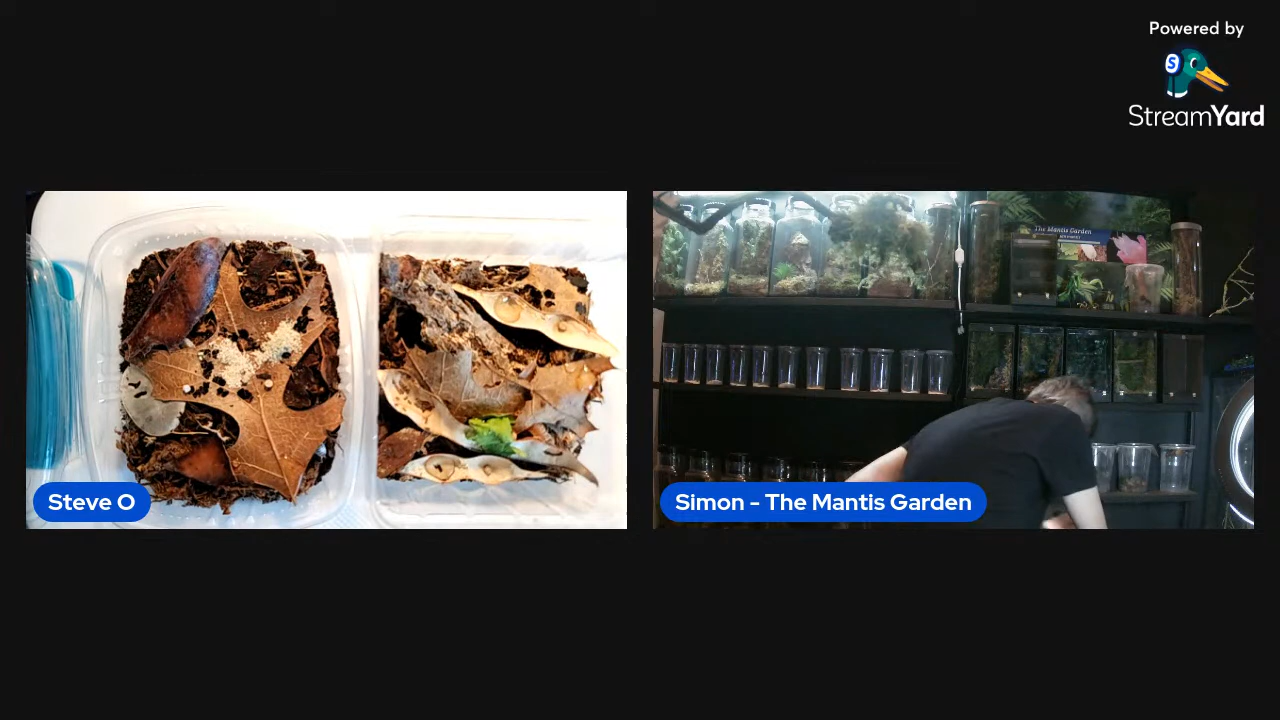 Powered by
S
StreamYard
The Mantis Garden
Steve O
Simon - The Mantis Garden